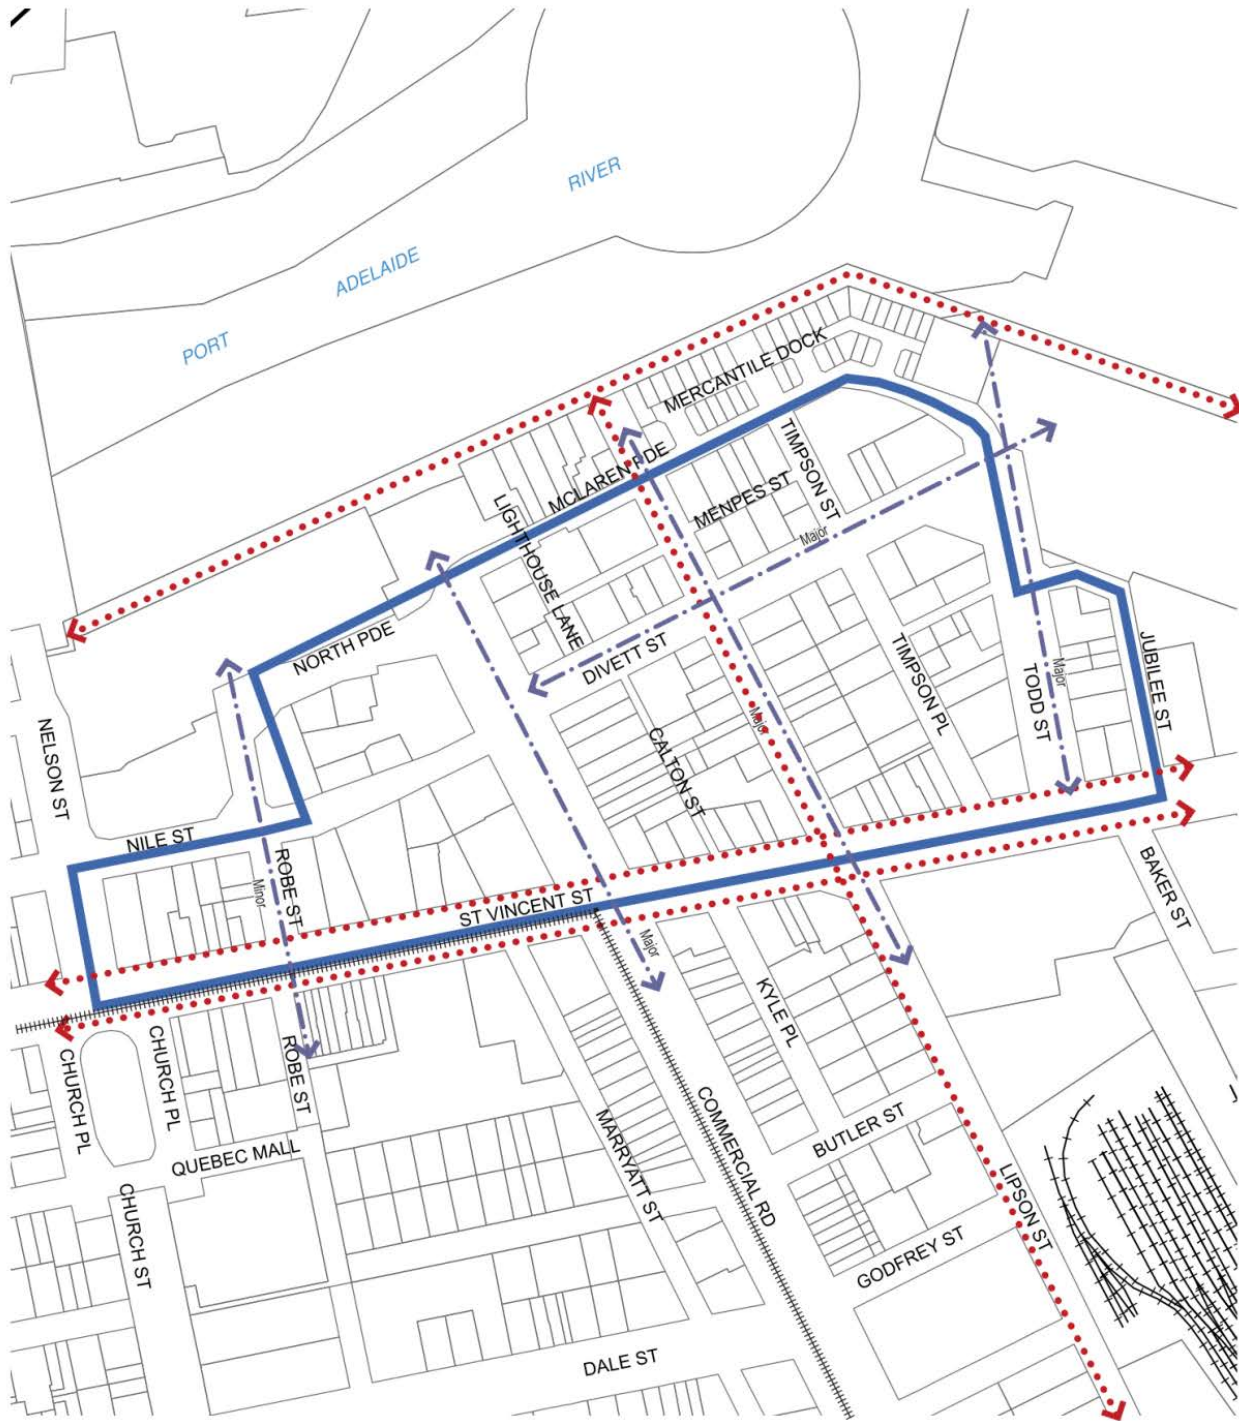 RIVER
ADELAIDE
PORT
MERCANTILE DOCK
MCLAREN PDE
TIMPSON ST
MENPES ST
LIGHTHOUSE LANE
Major
NORTH PDE
DIVETT ST
TIMPSON PL
JUBILEE ST
TODD ST
Major
NELSON ST
CALTON ST
Major
NILE ST
ROBE ST
Minor
ST VINCENT ST
BAKER ST
Major
KYLE PL
CHURCH PL
CHURCH PL
ROBE ST
QUEBEC MALL
MARRYATT ST
COMMERCIAL RD
BUTLER ST
LIPSON ST
CHURCH ST
GODFREY ST
DALE ST